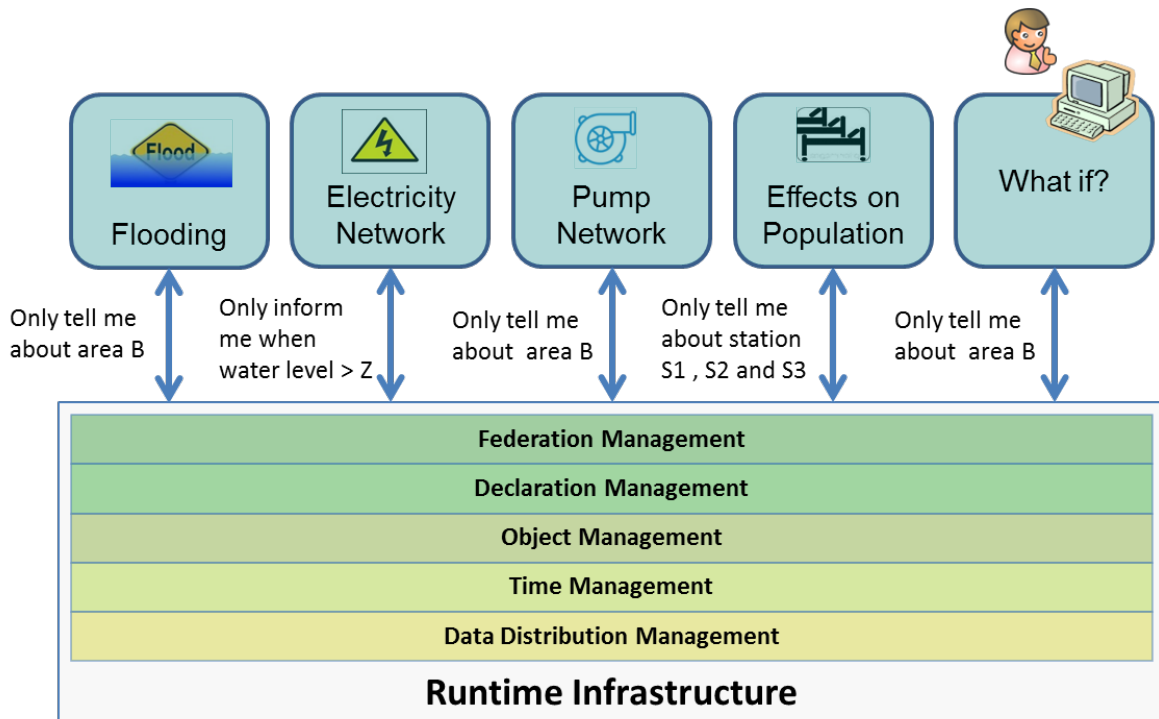 Flood
Flooding
Electricity
Network
Pump
Network
Effects on
Population
What if?
Only tell me
about area B
Only inform
me when
water level > Z
Only tell me
about area B
Only tell me
about station
S1 , S2 and S3
Only tell me
about area B
Federation Management
Declaration Management
Object Management
Time Management
Data Distribution Management
Runtime Infrastructure